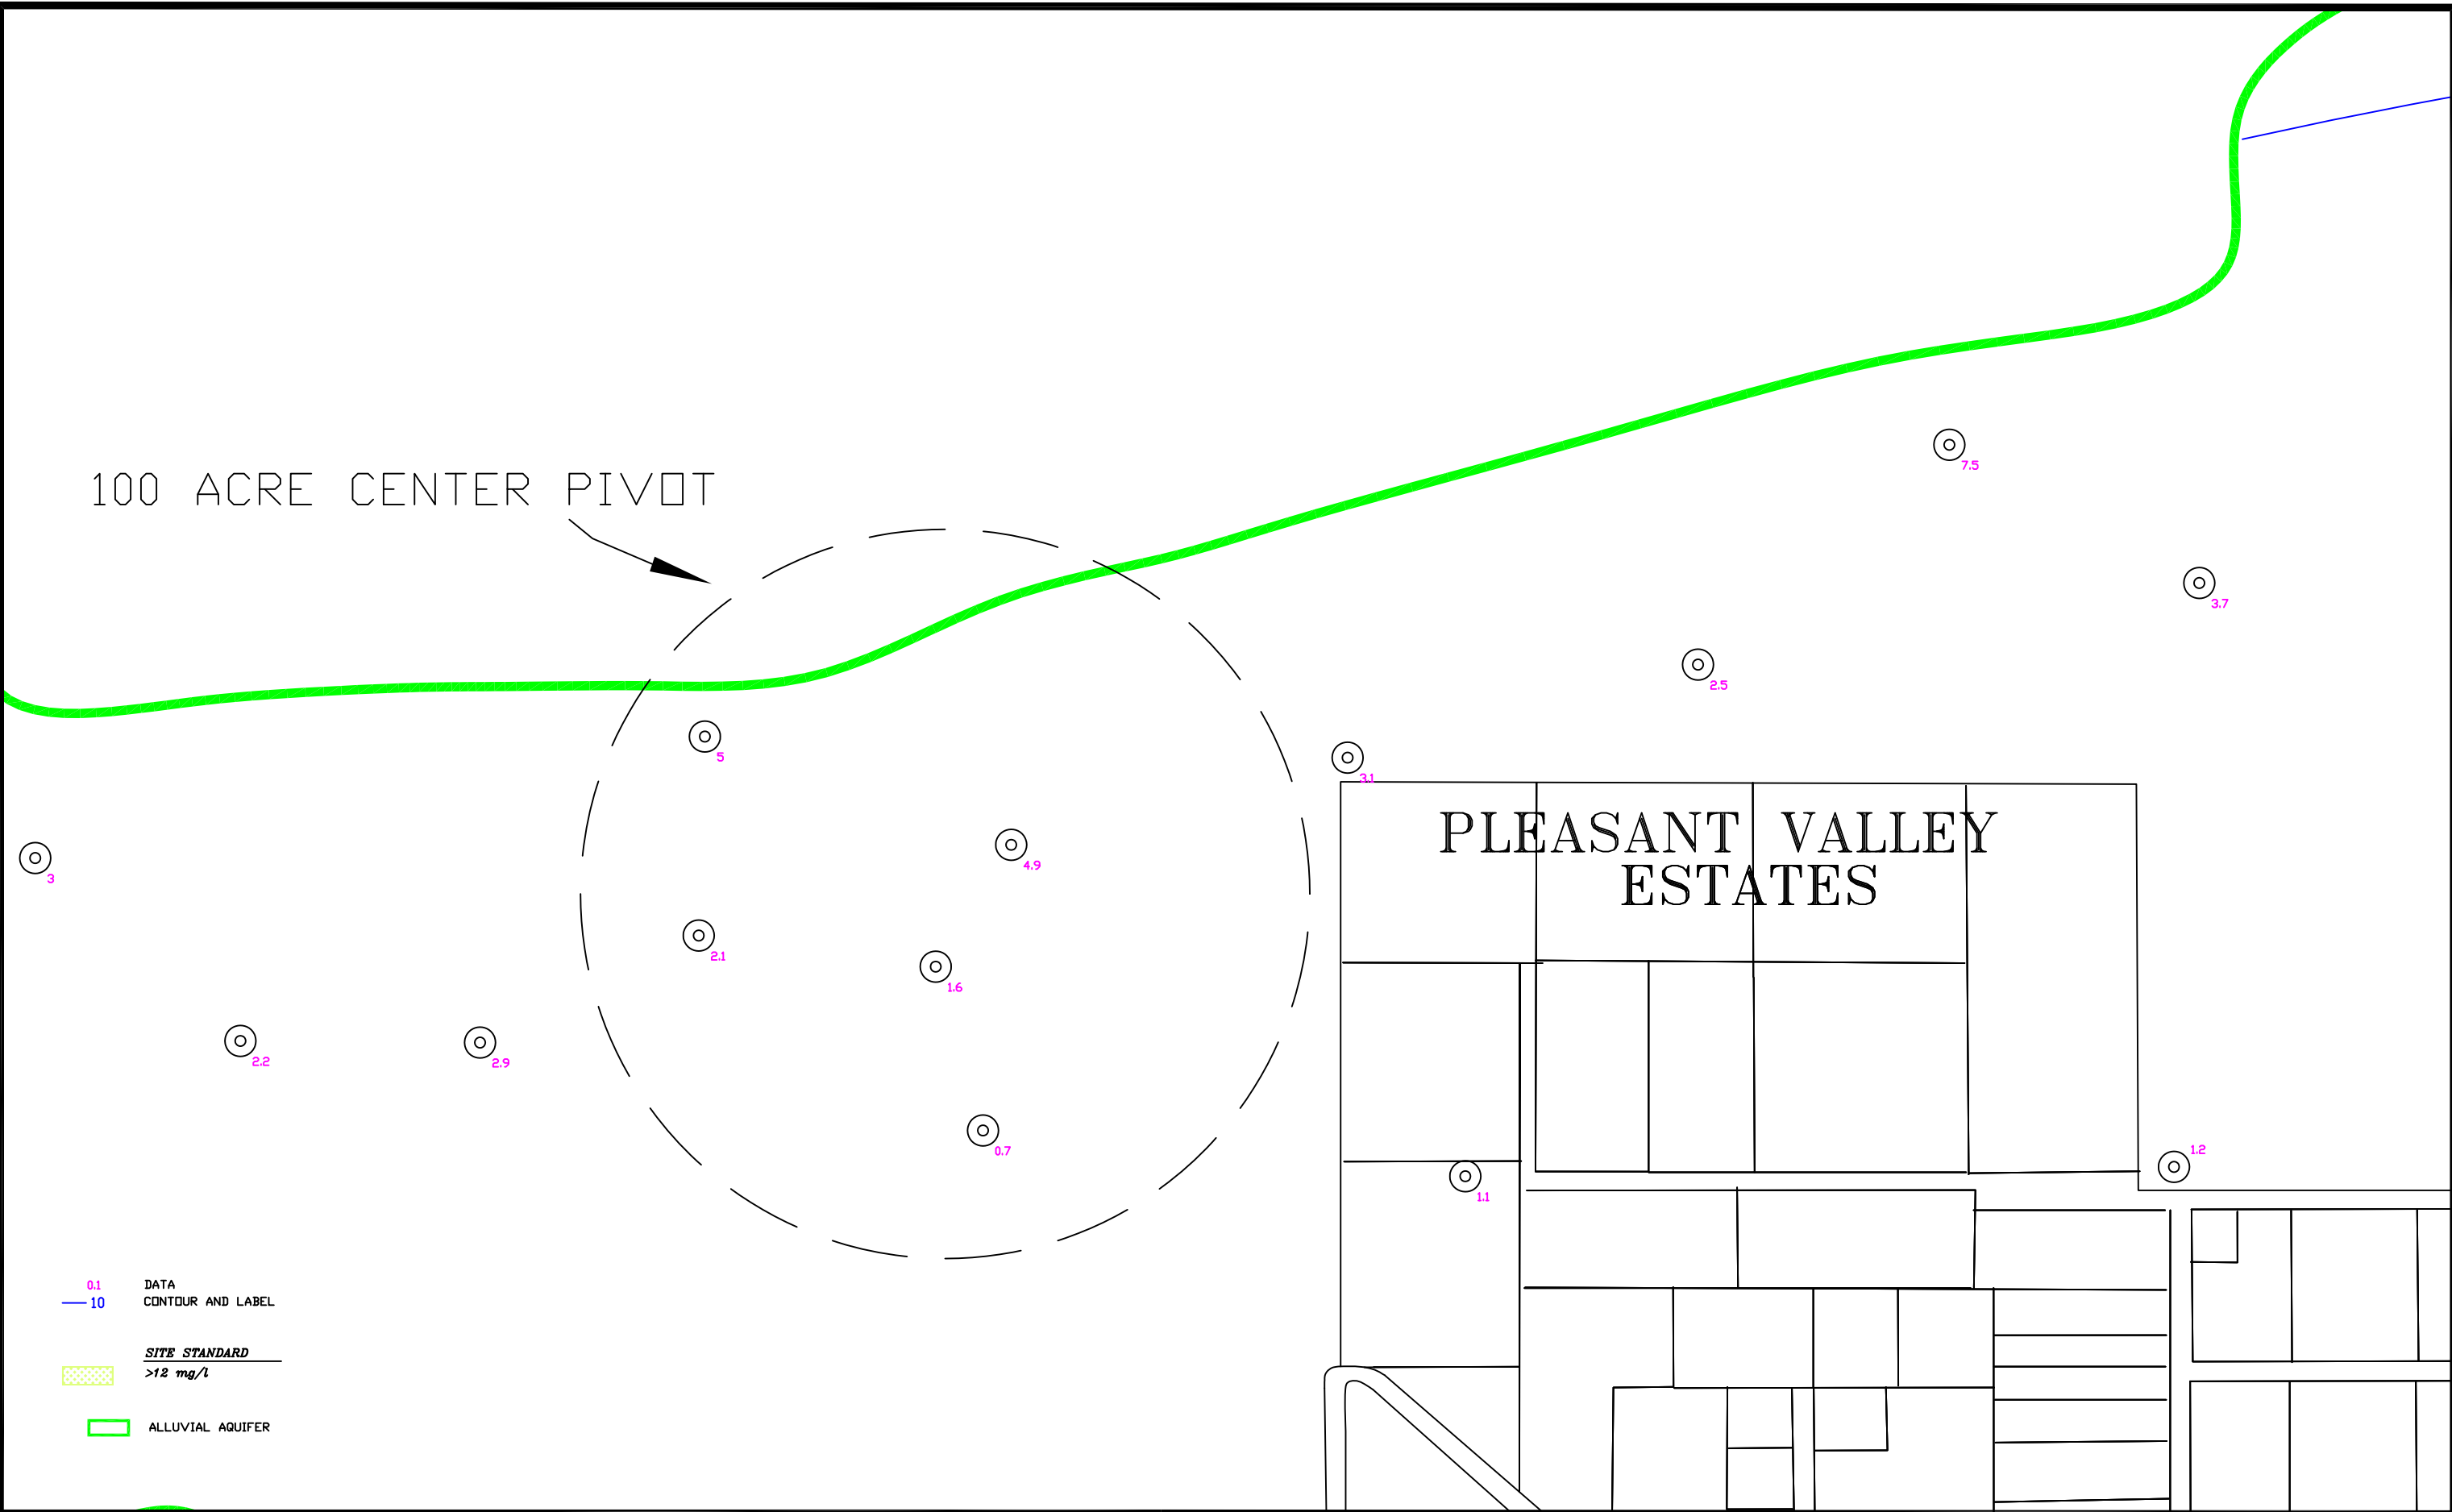 100 ACRE CENTER PIVOT
7.5
3.7
2.5
5
3.1
PLEASANT VALLEY
ESTATES
4.9
3
2.1
1.6
2.2
2.9
0.7
1.2
1.1
0.1 DATA
10 CONTOUR AND LABEL
SITE STANDARD
>12 mg/l
ALLUVIAL AQUIFER